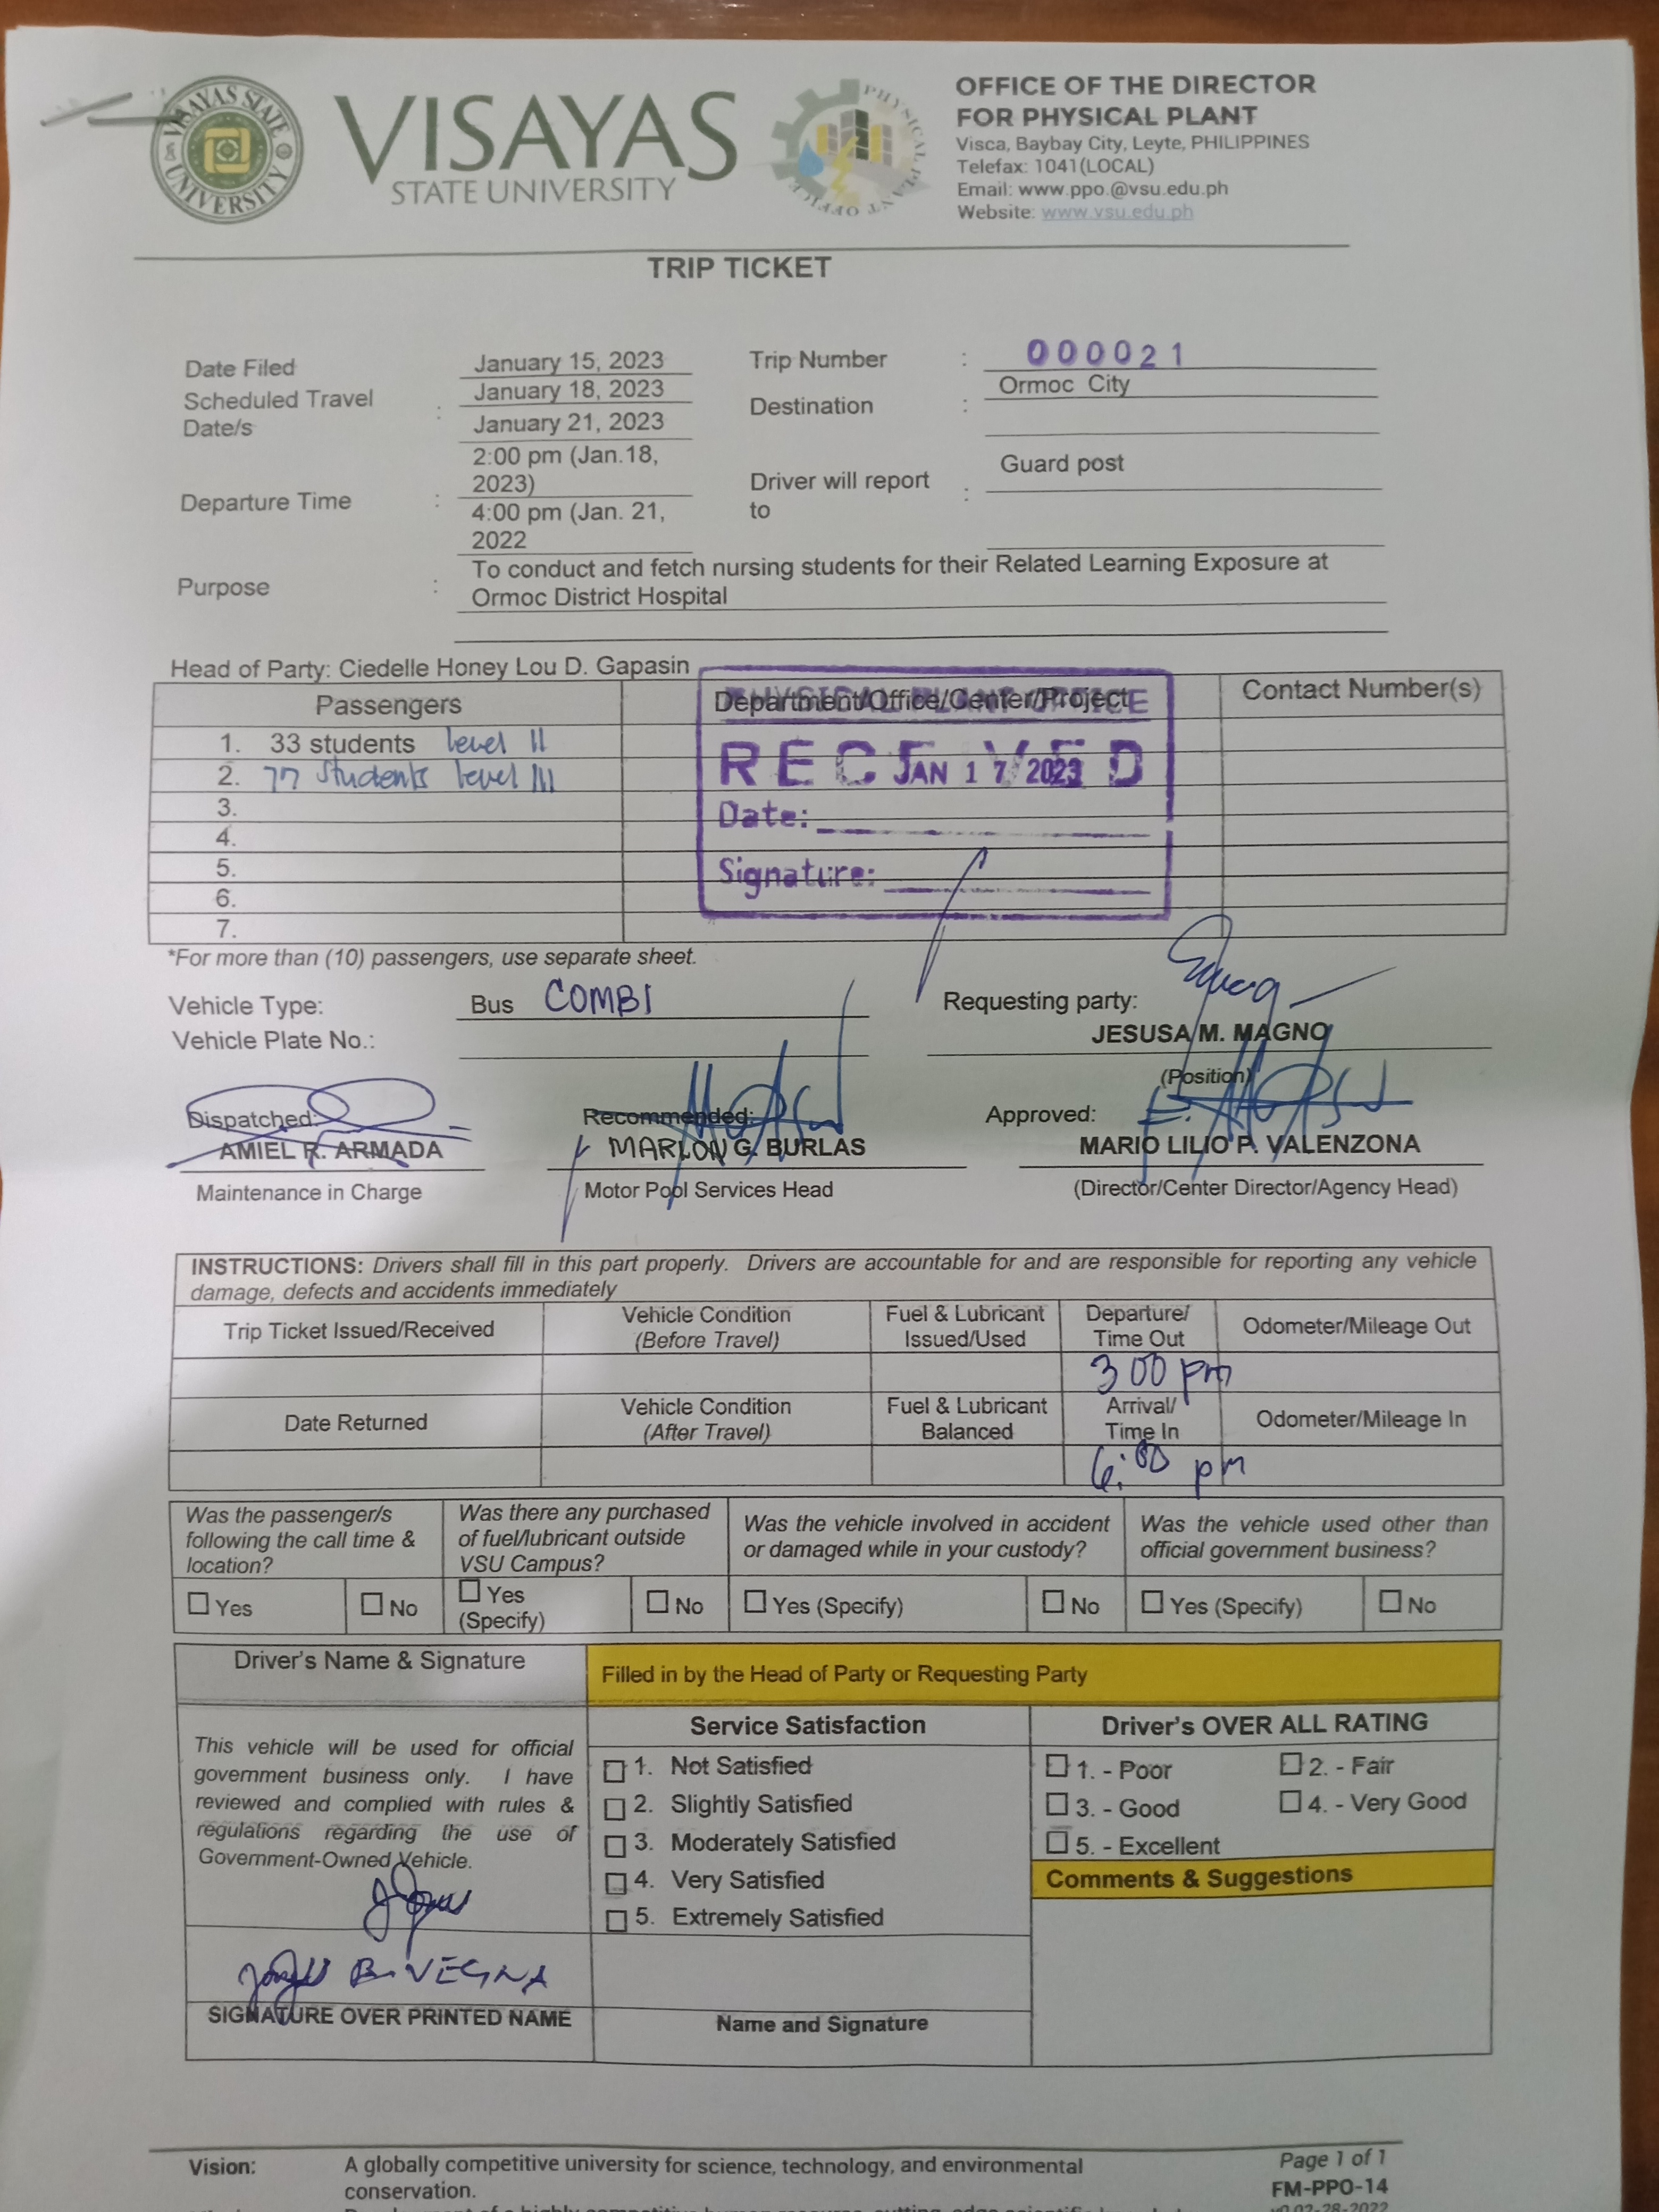 VISAYAS STATE UNIVERSITY
PHYSICAL PLANT OFFICE
VISAYAS
STATE UNIVERSITY
OFFICE OF THE DIRECTOR
FOR PHYSICAL PLANT
Visca, Baybay City, Leyte, PHILIPPINES
Telefax: 1041(LOCAL)
Email: www.ppo.@vsu.edu.ph
Website: www.vsu.edu.ph
TRIP TICKET
Date Filed January 15, 2023 Trip Number : 000021
Scheduled Travel Date/s : January 18, 2023
January 21, 2023
Destination : Ormoc City
Departure Time : 2:00 pm (Jan.18,
2023)
4:00 pm (Jan. 21,
2022
Driver will report
to : Guard post
Purpose : To conduct and fetch nursing students for their Related Learning Exposure at
Ormoc District Hospital
Head of Party: Ciedelle Honey Lou D. Gapasin
Passengers Department/Office/Center/Project Contact Number(s)
1. 33 students level II
2. 77 students level III
3.
4.
5.
6.
7.
PHYSICAL PLANT OFFICE
RECEIVED
JAN 17 2023
Date:
Signature:
*For more than (10) passengers, use separate sheet.
Vehicle Type: Bus COMBI Requesting party:
Vehicle Plate No.: JESUSA M. MAGNO
(Position)
Dispatched: Recommended: Approved:
AMIEL R. ARMADA MARLON G. BURLAS MARIO LILIO P. VALENZONA
Maintenance in Charge Motor Pool Services Head (Director/Center Director/Agency Head)
INSTRUCTIONS: Drivers shall fill in this part properly. Drivers are accountable for and are responsible for reporting any vehicle
damage, defects and accidents immediately
Trip Ticket Issued/Received Vehicle Condition
(Before Travel) Fuel & Lubricant
Issued/Used Departure/
Time Out Odometer/Mileage Out
3 00 pm
Date Returned Vehicle Condition
(After Travel) Fuel & Lubricant
Balanced Arrival/
Time In Odometer/Mileage In
6:00 pm
Was the passenger/s
following the call time &
location?
Was there any purchased
of fuel/lubricant outside
VSU Campus?
Was the vehicle involved in accident
or damaged while in your custody?
Was the vehicle used other than
official government business?
Yes No Yes
(Specify) No Yes (Specify) No Yes (Specify) No
Driver's Name & Signature Filled in by the Head of Party or Requesting Party
This vehicle will be used for official
government business only. I have
reviewed and complied with rules &
regulations regarding the use of
Government-Owned Vehicle.
Service Satisfaction
1. Not Satisfied
2. Slightly Satisfied
3. Moderately Satisfied
4. Very Satisfied
5. Extremely Satisfied
Driver's OVER ALL RATING
1. - Poor 2. - Fair
3. - Good 4. - Very Good
5. - Excellent
Comments & Suggestions
SIGNATURE OVER PRINTED NAME
Name and Signature
Vision: A globally competitive university for science, technology, and environmental
conservation.
Page 1 of 1
FM-PPO-14